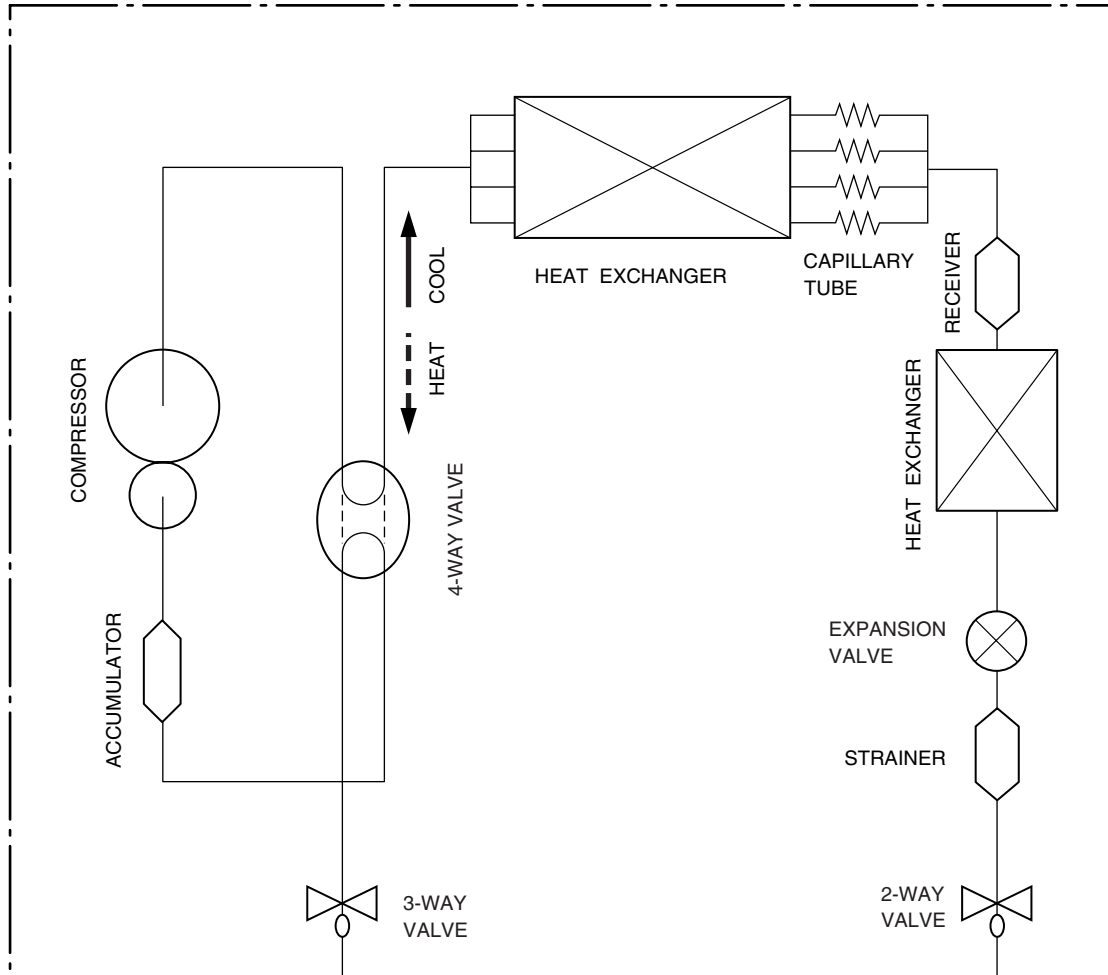 HEAT EXCHANGER
CAPILLARY
TUBE
RECEIVER
COOL
HEAT
COMPRESSOR
HEAT EXCHANGER
4-WAY VALVE
ACCUMULATOR
EXPANSION
VALVE
STRAINER
3-WAY
VALVE
2-WAY
VALVE